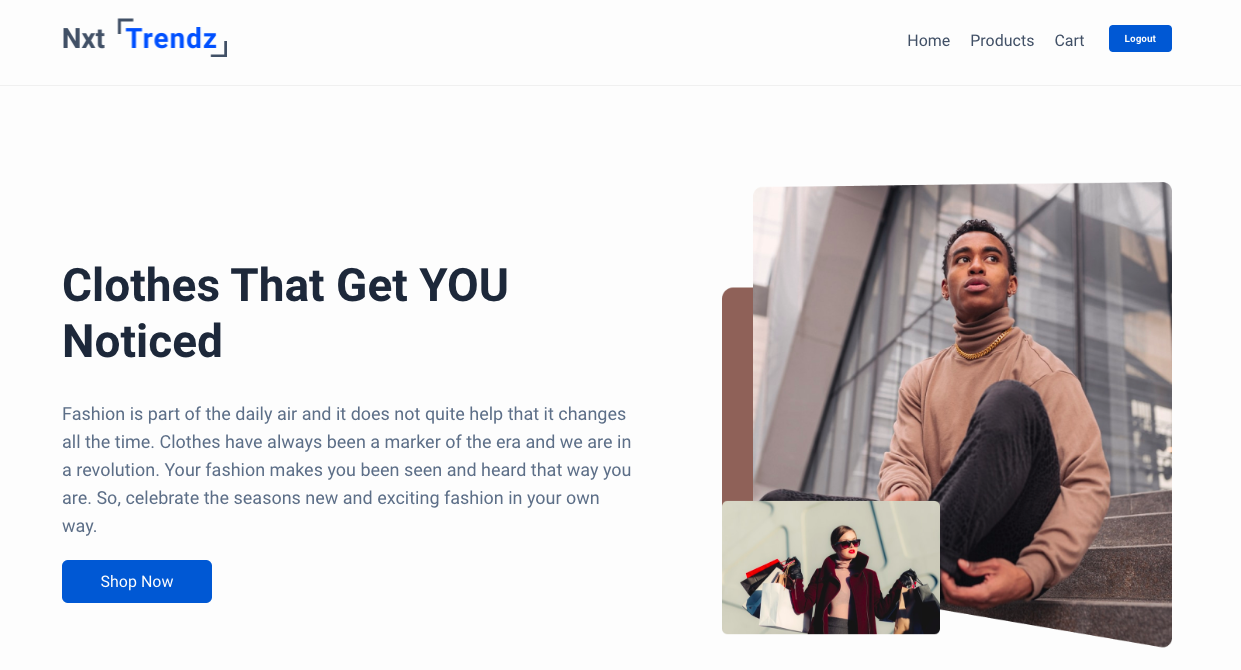 Nxt Trendz
Home Products Cart Logout
Clothes That Get YOU
Noticed
Fashion is part of the daily air and it does not quite help that it changes
all the time. Clothes have always been a marker of the era and we are in
a revolution. Your fashion makes you been seen and heard that way you
are. So, celebrate the seasons new and exciting fashion in your own
way.
Shop Now